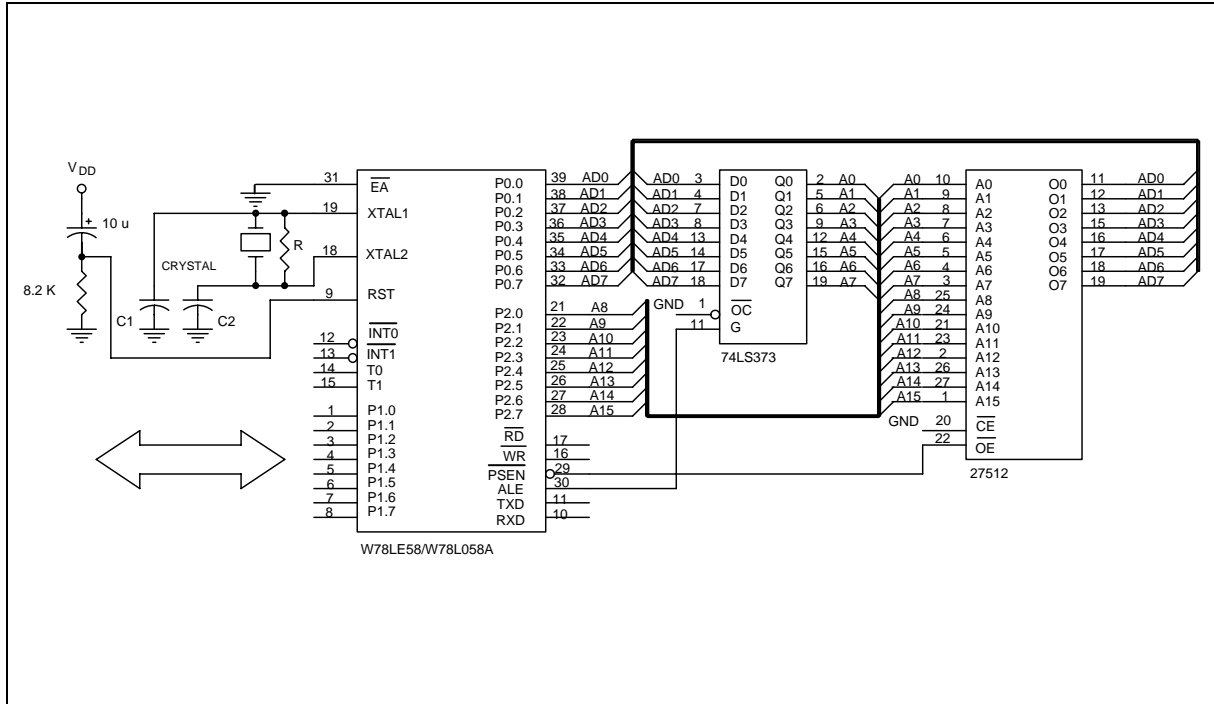 V DD
10 u
8.2 K
CRYSTAL
C1
C2
R
31 EA
19 XTAL1
18 XTAL2
9 RST
12 INT0
13 INT1
14 T0
15 T1
1 P1.0
2 P1.1
3 P1.2
4 P1.3
5 P1.4
6 P1.5
7 P1.6
8 P1.7
P0.0 39 AD0
P0.1 38 AD1
P0.2 37 AD2
P0.3 36 AD3
P0.4 35 AD4
P0.5 34 AD5
P0.6 33 AD6
P0.7 32 AD7
P2.0 21 A8
P2.1 22 A9
P2.2 23 A10
P2.3 24 A11
P2.4 25 A12
P2.5 26 A13
P2.6 27 A14
P2.7 28 A15
RD 17
WR 16
PSEN 29
ALE 30
TXD 11
RXD 10
W78LE58/W78L058A
AD0 3 D0 Q0 2 A0
AD1 4 D1 Q1 5 A1
AD2 7 D2 Q2 6 A2
AD3 8 D3 Q3 9 A3
AD4 13 D4 Q4 12 A4
AD5 14 D5 Q5 15 A5
AD6 17 D6 Q6 16 A6
AD7 18 D7 Q7 19 A7
GND 1 OC
11 G
74LS373
A0 10 A0 O0 11 AD0
A1 9 A1 O1 12 AD1
A2 8 A2 O2 13 AD2
A3 7 A3 O3 15 AD3
A4 6 A4 O4 16 AD4
A5 5 A5 O5 17 AD5
A6 4 A6 O6 18 AD6
A7 3 A7 O7 19 AD7
A8 25 A8
A9 24 A9
A10 21 A10
A11 23 A11
A12 2 A12
A13 26 A13
A14 27 A14
A15 1 A15
GND 20 CE
22 OE
27512